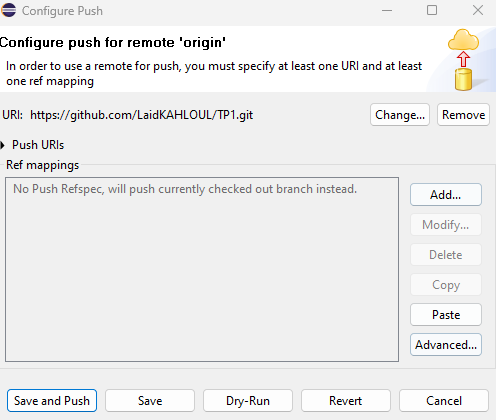 Configure Push
Configure push for remote 'origin'
In order to use a remote for push, you must specify at least one URI and at least
one ref mapping
URI: https://github.com/LaidKAHLOUL/TP1.git
Change...
Remove
Push URIs
Ref mappings
No Push Refspec, will push currently checked out branch instead.
Add...
Modify...
Delete
Copy
Paste
Advanced...
Save and Push
Save
Dry-Run
Revert
Cancel